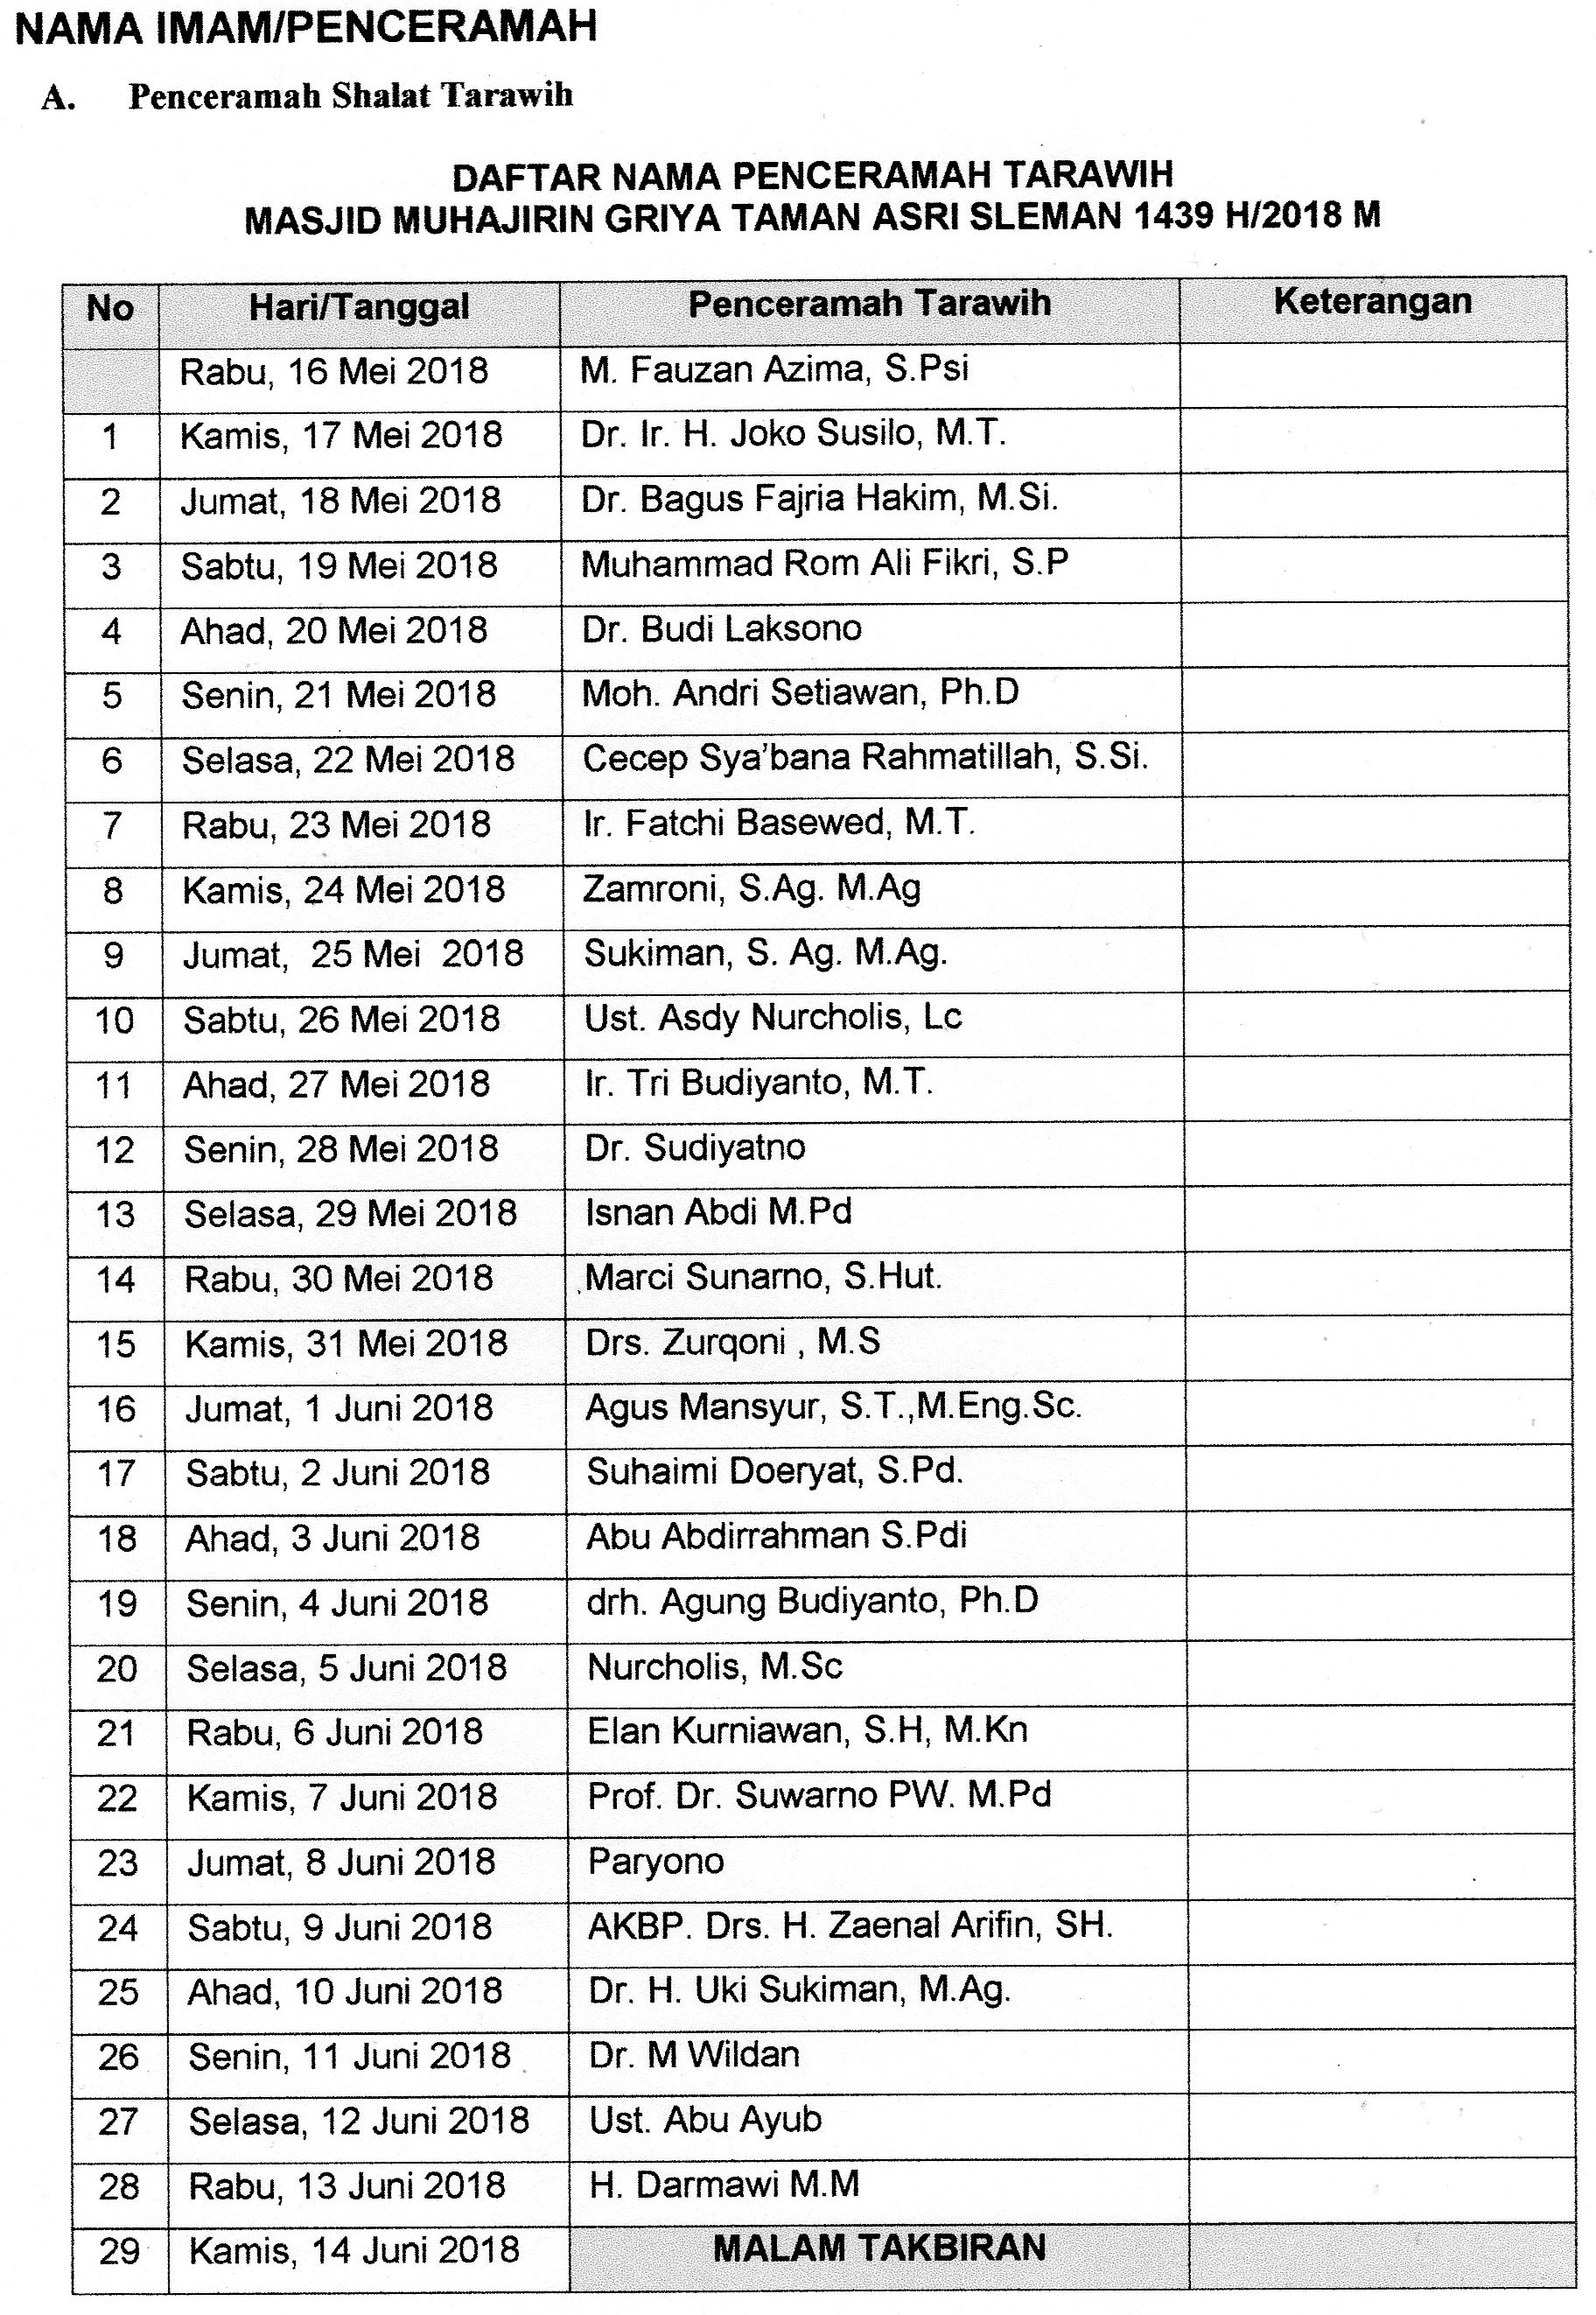 NAMA IMAM/PENCERAMAH
A. Penceramah Shalat Tarawih
DAFTAR NAMA PENCERAMAH TARAWIH
MASJID MUHAJIRIN GRIYA TAMAN ASRI SLEMAN 1439 H/2018 M
No Hari/Tanggal Penceramah Tarawih Keterangan
Rabu, 16 Mei 2018 M. Fauzan Azima, S.Psi
1 Kamis, 17 Mei 2018 Dr. Ir. H. Joko Susilo, M.T.
2 Jumat, 18 Mei 2018 Dr. Bagus Fajria Hakim, M.Si.
3 Sabtu, 19 Mei 2018 Muhammad Rom Ali Fikri, S.P
4 Ahad, 20 Mei 2018 Dr. Budi Laksono
5 Senin, 21 Mei 2018 Moh. Andri Setiawan, Ph.D
6 Selasa, 22 Mei 2018 Cecep Sya'bana Rahmatillah, S.Si.
7 Rabu, 23 Mei 2018 Ir. Fatchi Basewed, M.T.
8 Kamis, 24 Mei 2018 Zamroni, S.Ag. M.Ag
9 Jumat, 25 Mei 2018 Sukiman, S. Ag. M.Ag.
10 Sabtu, 26 Mei 2018 Ust. Asdy Nurcholis, Lc
11 Ahad, 27 Mei 2018 Ir. Tri Budiyanto, M.T.
12 Senin, 28 Mei 2018 Dr. Sudiyatno
13 Selasa, 29 Mei 2018 Isnan Abdi M.Pd
14 Rabu, 30 Mei 2018 Marci Sunarno, S.Hut.
15 Kamis, 31 Mei 2018 Drs. Zurqoni , M.S
16 Jumat, 1 Juni 2018 Agus Mansyur, S.T.,M.Eng.Sc.
17 Sabtu, 2 Juni 2018 Suhaimi Doeryat, S.Pd.
18 Ahad, 3 Juni 2018 Abu Abdirrahman S.Pdi
19 Senin, 4 Juni 2018 drh. Agung Budiyanto, Ph.D
20 Selasa, 5 Juni 2018 Nurcholis, M.Sc
21 Rabu, 6 Juni 2018 Elan Kurniawan, S.H, M.Kn
22 Kamis, 7 Juni 2018 Prof. Dr. Suwarno PW. M.Pd
23 Jumat, 8 Juni 2018 Paryono
24 Sabtu, 9 Juni 2018 AKBP. Drs. H. Zaenal Arifin, SH.
25 Ahad, 10 Juni 2018 Dr. H. Uki Sukiman, M.Ag.
26 Senin, 11 Juni 2018 Dr. M Wildan
27 Selasa, 12 Juni 2018 Ust. Abu Ayub
28 Rabu, 13 Juni 2018 H. Darmawi M.M
29 Kamis, 14 Juni 2018 MALAM TAKBIRAN